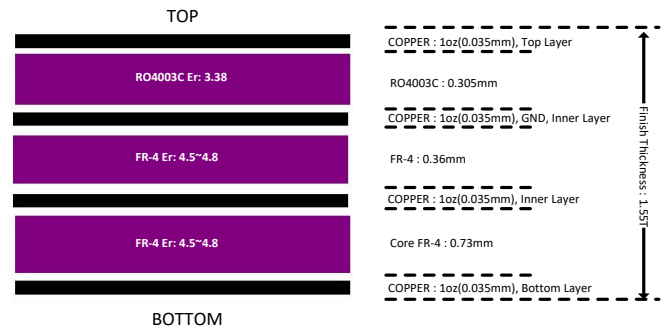 TOP
COPPER : 1oz(0.035mm), Top Layer
RO4003C Er: 3.38
RO4003C : 0.305mm
COPPER : 1oz(0.035mm), GND, Inner Layer
FR-4 Er: 4.5~4.8
FR-4 : 0.36mm
COPPER : 1oz(0.035mm), Inner Layer
FR-4 Er: 4.5~4.8
Core FR-4 : 0.73mm
COPPER : 1oz(0.035mm), Bottom Layer
BOTTOM
Finish Thickness : 1.55T